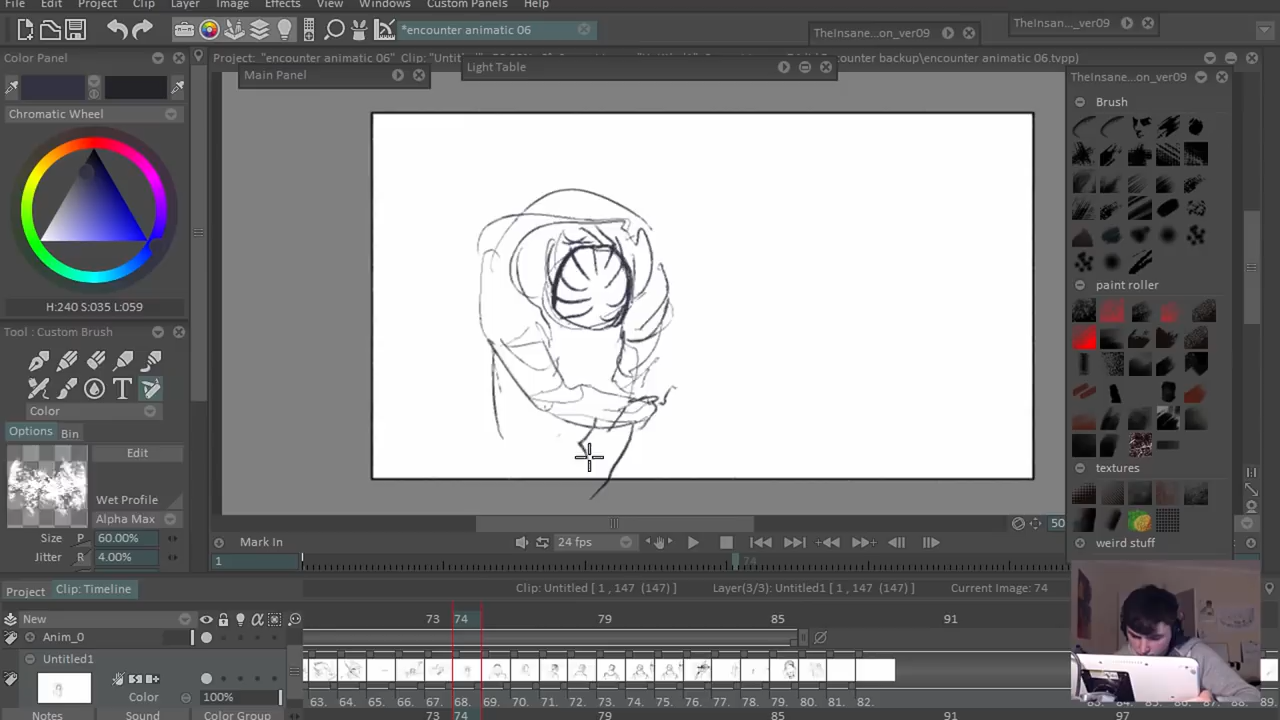 File Edit Project Clip Layer Image Effects View Windows Custom Panels Help
*encounter animatic 06
TheInsane..._ver09
TheInsane...on_ver09
Color Panel
Project: "encounter animatic 06" Clip: "Untitled"
counter backup\encounter animatic 06.tvpp)
Main Panel
Light Table
TheInsane...on_ver09
Chromatic Wheel
Brush
H:240 S:035 L:059
paint roller
Tool : Custom Brush
Color
Options Bin
Edit
Wet Profile
Alpha Max
Size P 60.00%
Jitter 4.00%
textures
weird stuff
50
Mark In
1
24 fps
74
Project Clip: Timeline
Clip: Untitled [ 1 , 147 (147) ] Layer(3/3): Untitled1 [ 1 , 147 (147) ] Current Image: 74
New
73 74 79 85 91
Anim_0
Untitled1
Color 100%
63. 64. 65. 66. 67. 68. 69. 70. 71. 72. 73. 74. 75. 76. 77. 78. 79. 80. 81. 82.
Notes Sound Color Group
73 74 79 85 91